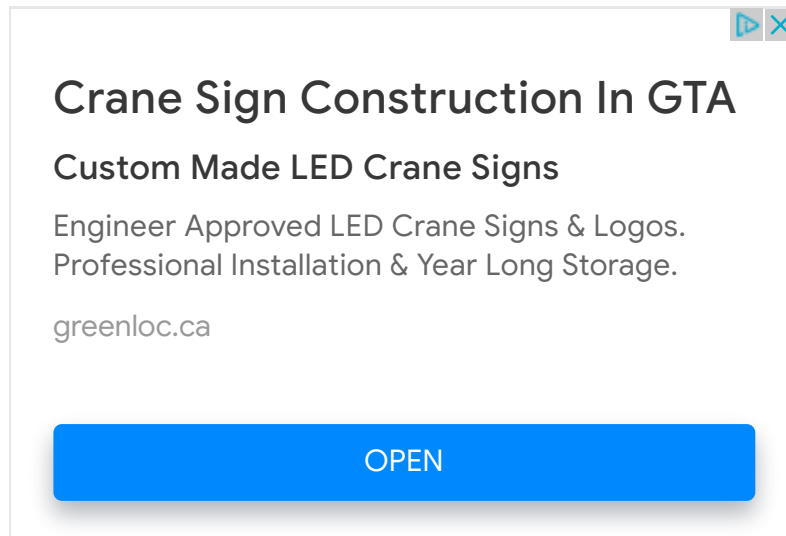 Crane Sign Construction In GTA
Custom Made LED Crane Signs
Engineer Approved LED Crane Signs & Logos.
Professional Installation & Year Long Storage.
greenloc.ca
OPEN